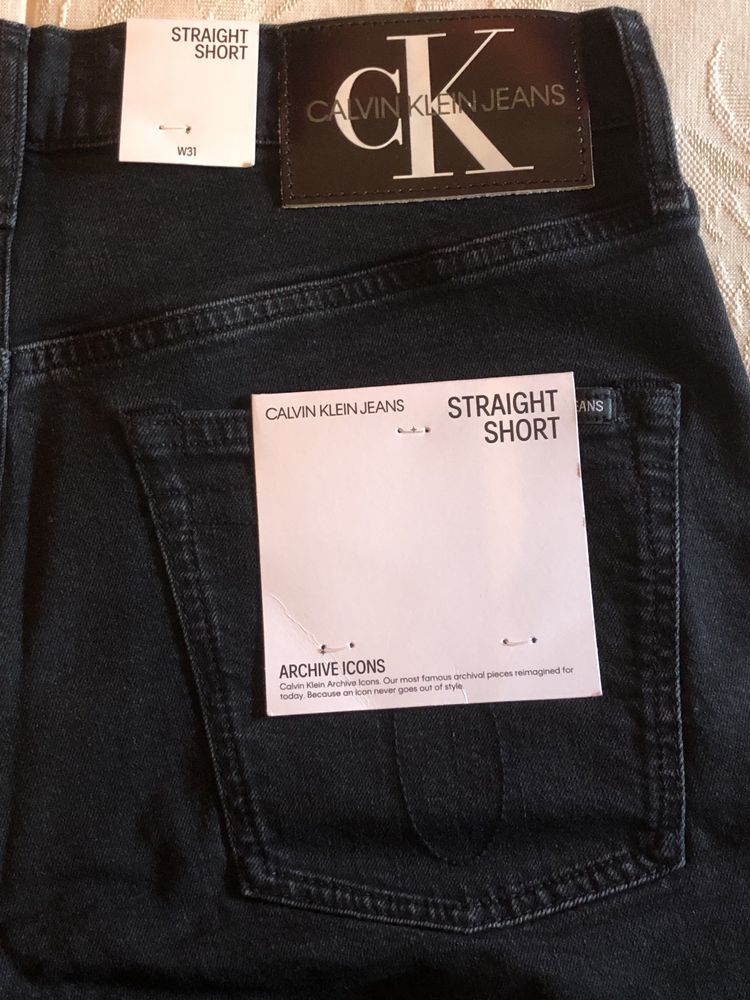 STRAIGHT
SHORT
W31
CK
CALVIN KLEIN JEANS
CALVIN KLEIN JEANS
STRAIGHT
SHORT
EANS
ARCHIVE ICONS
Calvin Klein Archive Icons. Our most famous archival pieces reimagined for
today. Because an icon never goes out of style.